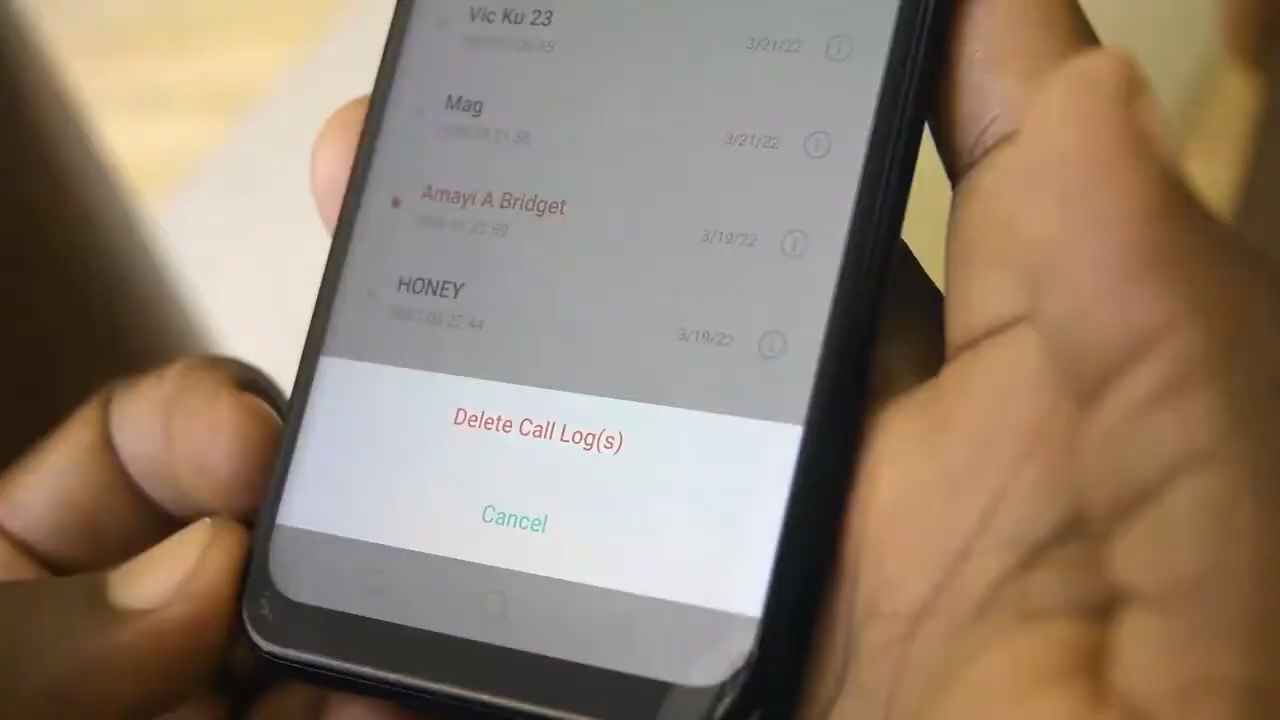 Vic Ku 23
3/21/22
Mag
3/21/22
Amayi A Bridget
3/19/22
HONEY
3/19/22
Delete Call Log(s)
Cancel